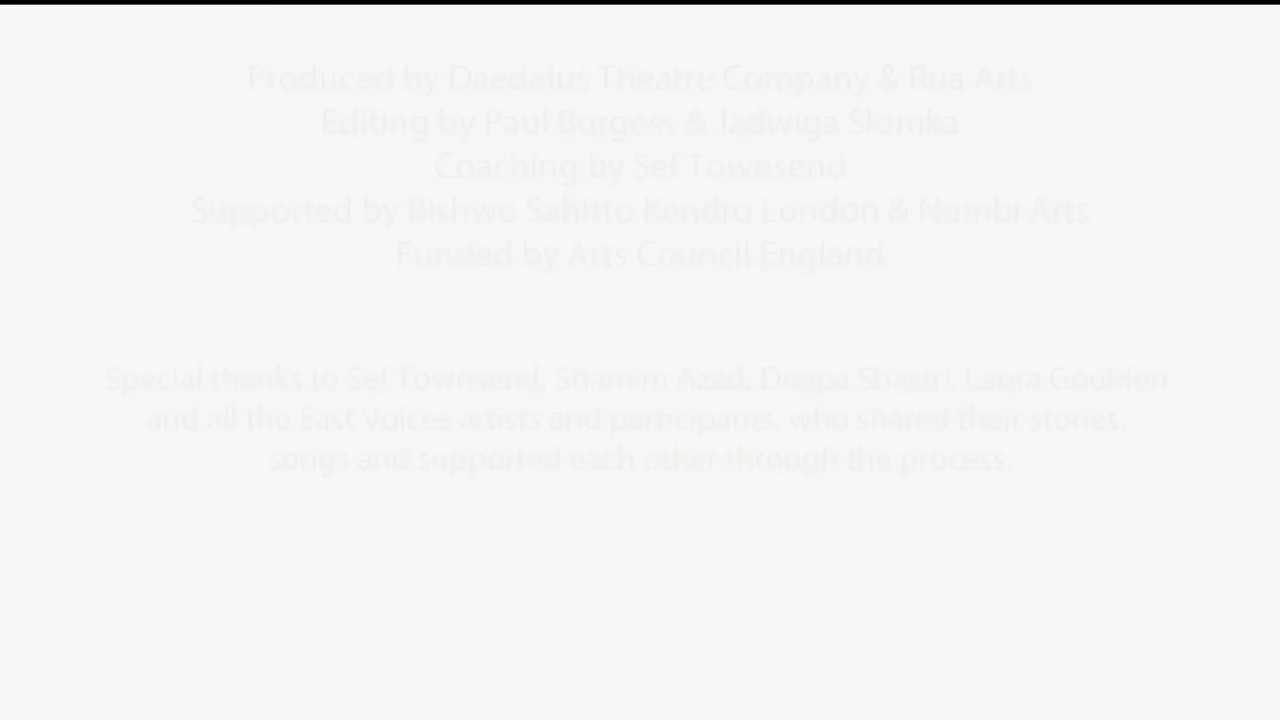 Produced by Daedalus Theatre Company & Rua Arts
Editing by Paul Burgess & Jadwiga Slomka
Coaching by Sef Townsend
Supported by Bishwo Sahitto Kendro London & Numbi Arts
Funded by Arts Council England
Special thanks to Sef Townsend, Shamim Azad, Deepa Shastri, Laura Goulden
and all the East Voices artists and participants, who shared their stories,
songs and supported each other through the process.